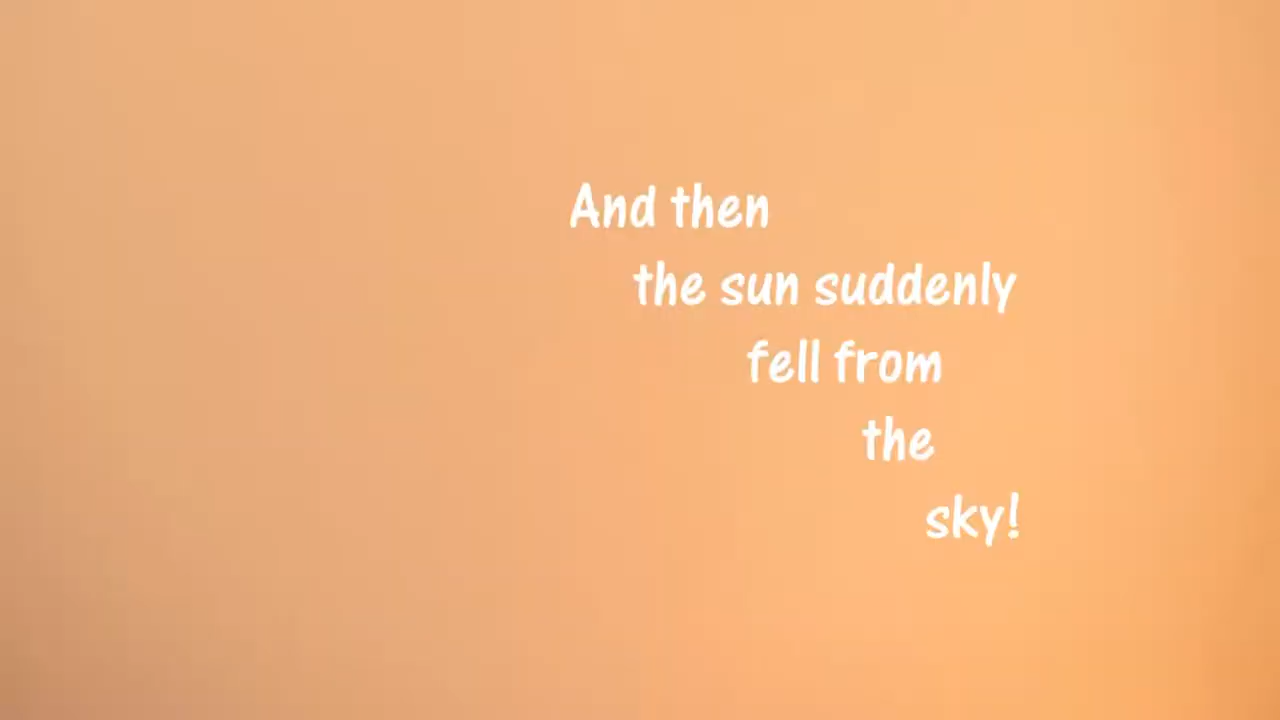 And then
the sun suddenly
fell from
the
sky!